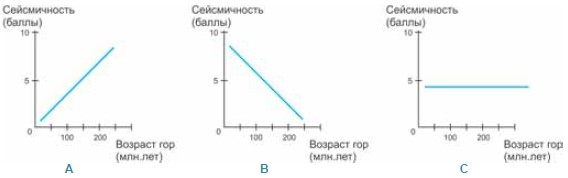 Сейсмичность
(баллы)
10
5
0
100
200
Возраст гор
(млн.лет)
А
Сейсмичность
(баллы)
10
5
0
100
200
Возраст гор
(млн.лет)
В
Сейсмичность
(баллы)
10
5
0
100
200
Возраст гор
(млн.лет)
С